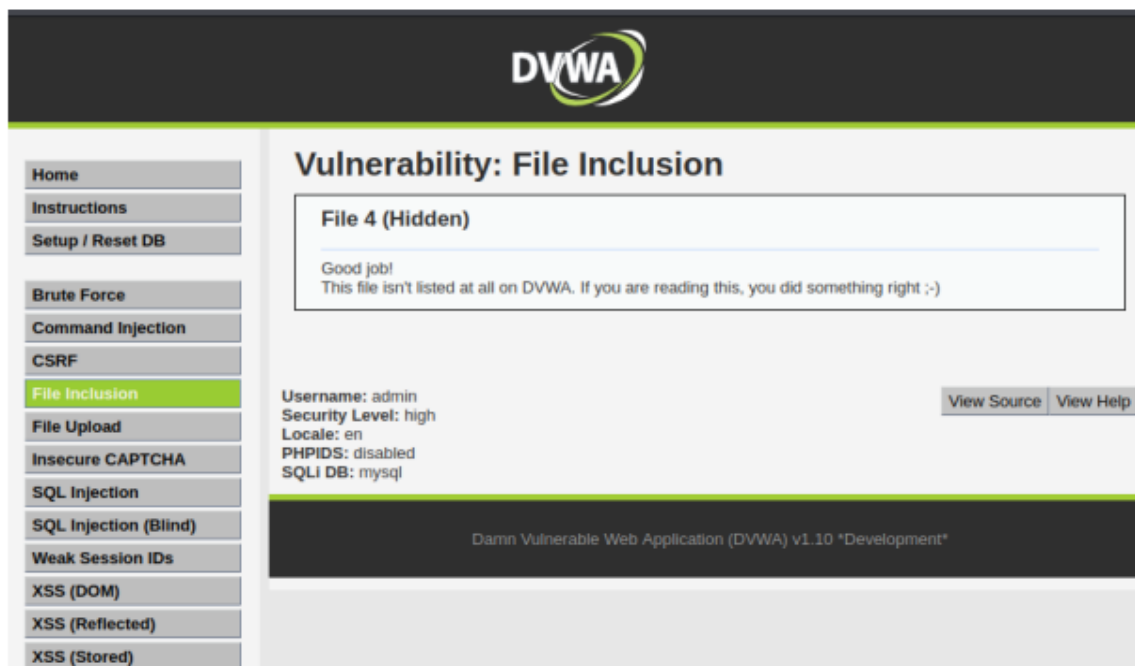 DVWA
Home
Instructions
Setup / Reset DB
Brute Force
Command Injection
CSRF
File Inclusion
File Upload
Insecure CAPTCHA
SQL Injection
SQL Injection (Blind)
Weak Session IDs
XSS (DOM)
XSS (Reflected)
XSS (Stored)
Vulnerability: File Inclusion
File 4 (Hidden)
Good job!
This file isn't listed at all on DVWA. If you are reading this, you did something right ;-)
Username: admin
Security Level: high
Locale: en
PHPIDS: disabled
SQLi DB: mysql
View Source
View Help
Damn Vulnerable Web Application (DVWA) v1.10 *Development*